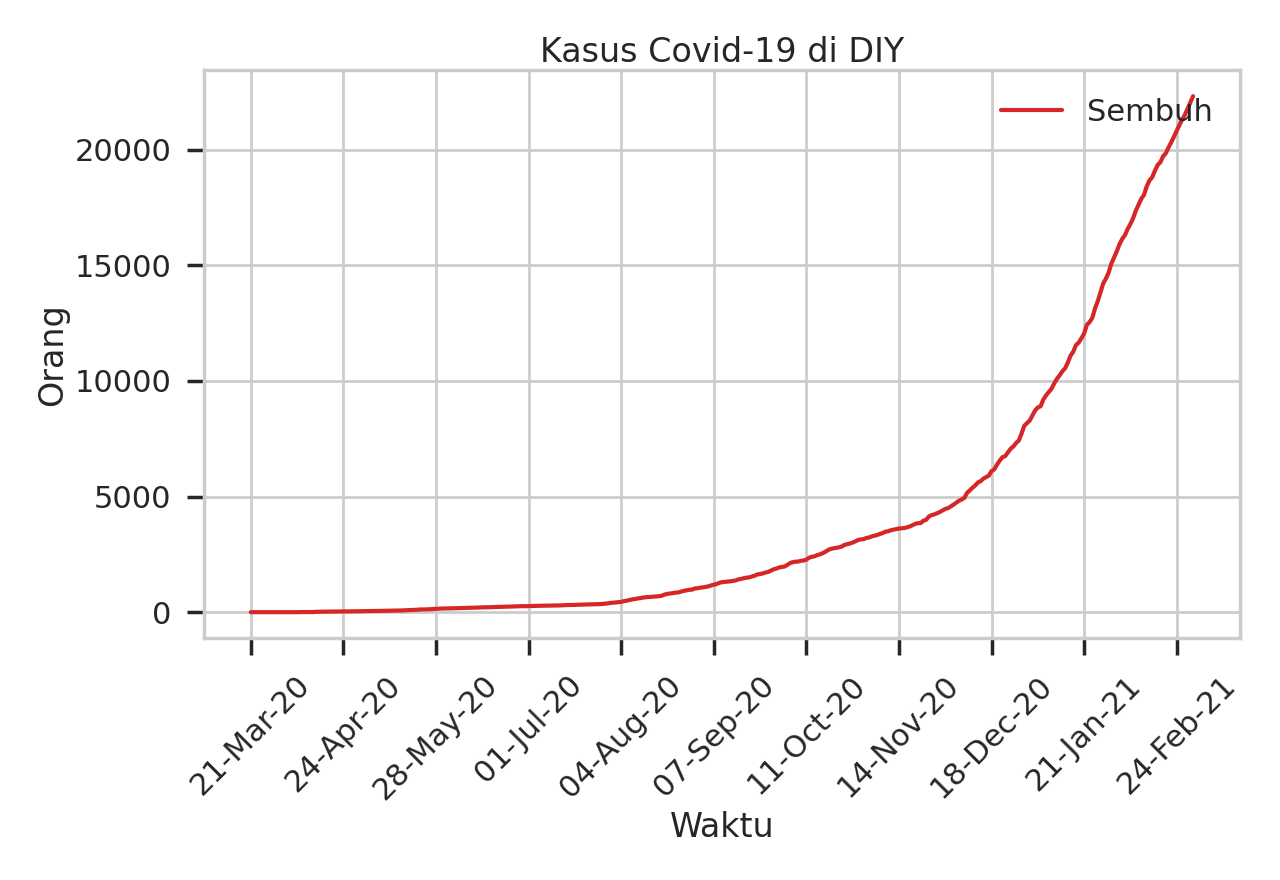 Kasus Covid-19 di DIY
Sembuh
Orang
20000
15000
10000
5000
0
21-Mar-20
24-Apr-20
28-May-20
01-Jul-20
04-Aug-20
07-Sep-20
11-Oct-20
14-Nov-20
18-Dec-20
21-Jan-21
24-Feb-21
Waktu